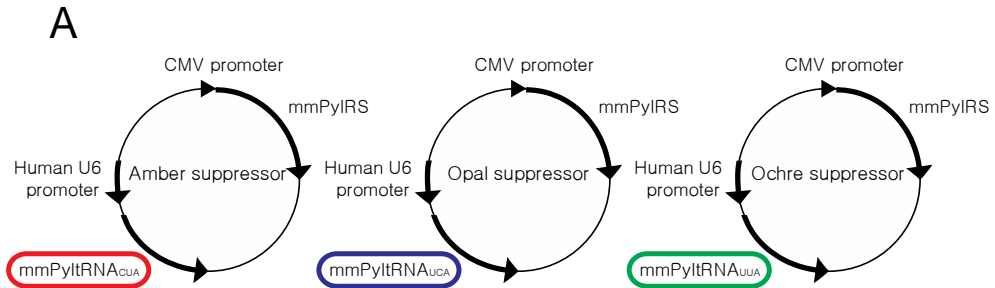 A
CMV promoter
mmPylRS
Human U6
promoter
Amber suppressor
mmPyltRNACUA
CMV promoter
mmPylRS
Human U6
promoter
Opal suppressor
mmPyltRNAUCA
CMV promoter
mmPylRS
Human U6
promoter
Ochre suppressor
mmPyltRNAUUA